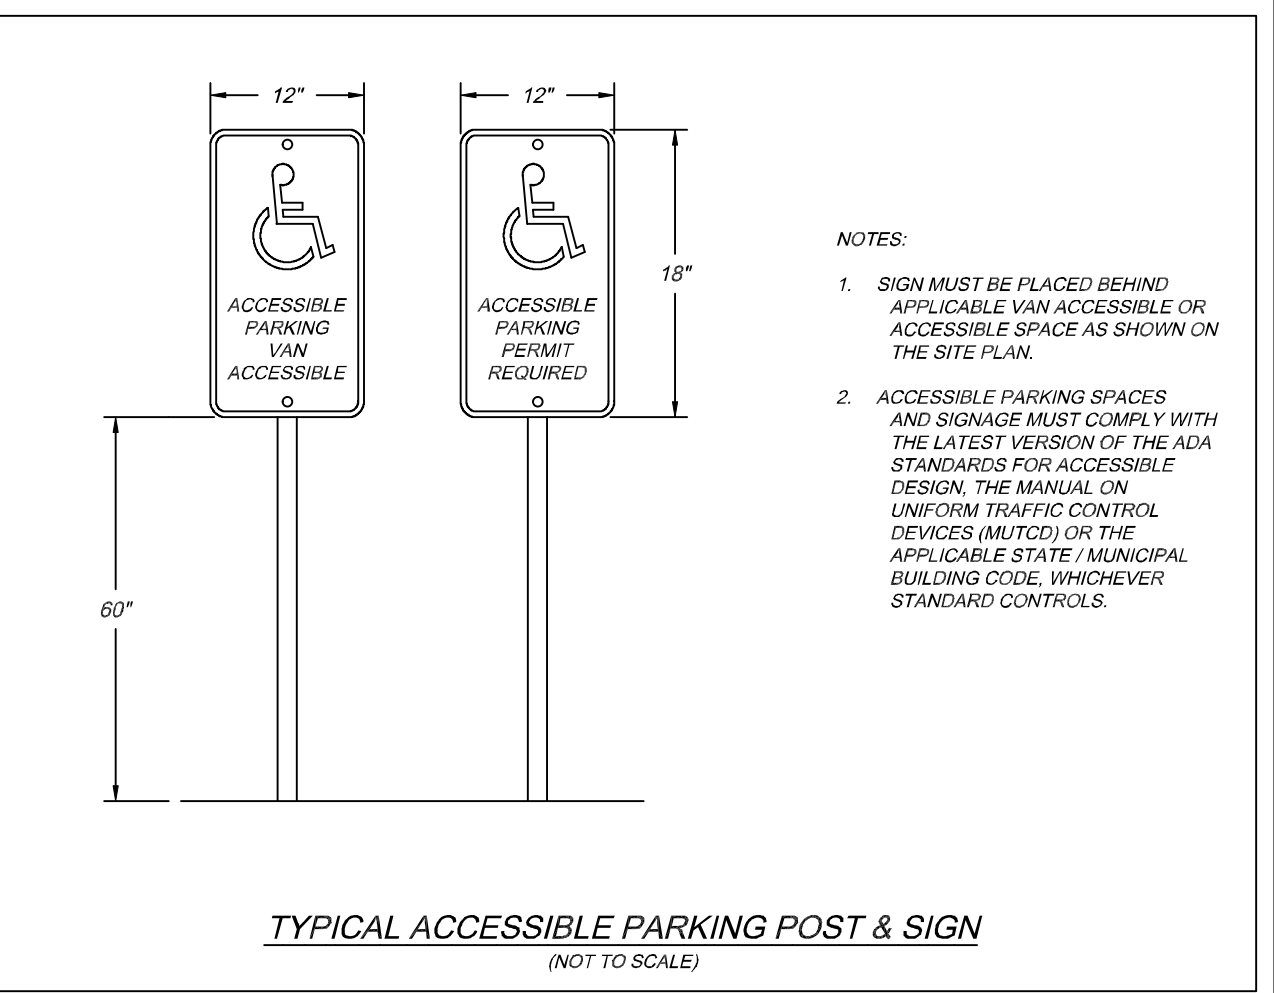 12"
12"
18"
60"
ACCESSIBLE
PARKING
VAN
ACCESSIBLE
ACCESSIBLE
PARKING
PERMIT
REQUIRED
NOTES:
1. SIGN MUST BE PLACED BEHIND
APPLICABLE VAN ACCESSIBLE OR
ACCESSIBLE SPACE AS SHOWN ON
THE SITE PLAN.
2. ACCESSIBLE PARKING SPACES
AND SIGNAGE MUST COMPLY WITH
THE LATEST VERSION OF THE ADA
STANDARDS FOR ACCESSIBLE
DESIGN, THE MANUAL ON
UNIFORM TRAFFIC CONTROL
DEVICES (MUTCD) OR THE
APPLICABLE STATE / MUNICIPAL
BUILDING CODE, WHICHEVER
STANDARD CONTROLS.
TYPICAL ACCESSIBLE PARKING POST & SIGN
(NOT TO SCALE)